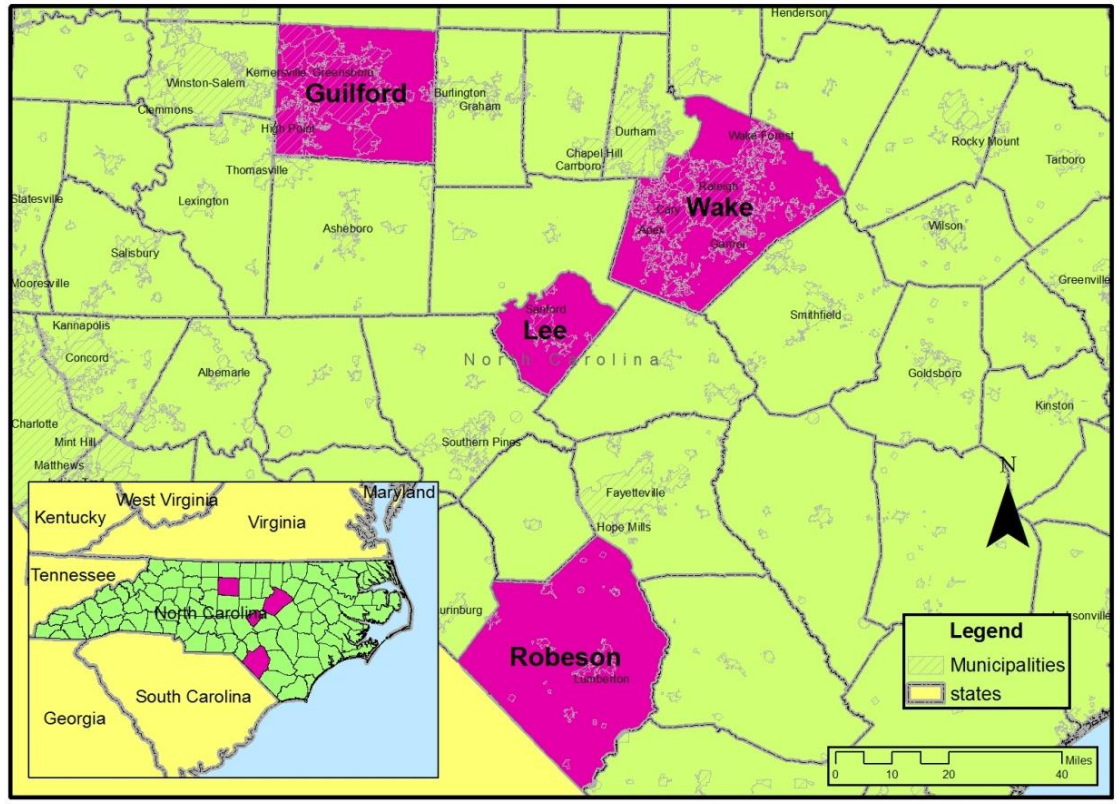 Henderson
Kernersville Greensboro
Winston-Salem
Guilford
Burlington
Graham
Clemmons
High Point
Durham
Wake Forest
Rocky Mount
Chapel Hill
Carrboro
Tarboro
Thomasville
Raleigh
Statesville
Lexington
Cary
Wake
Asheboro
Apex
Garner
Wilson
Salisbury
Mooresville
Greenville
Sanford
Lee
Smithfield
Kannapolis
Concord
North Carolina
Albemarle
Goldsboro
Kinston
Charlotte
Mint Hill
Southern Pines
Matthews
N
Fayetteville
Hope Mills
West Virginia
Maryland
Kentucky
Virginia
Tennessee
North Carolina
South Carolina
Georgia
urinburg
Robeson
Lumberton
sonville
Legend
Municipalities
states
Miles
0 10 20 40